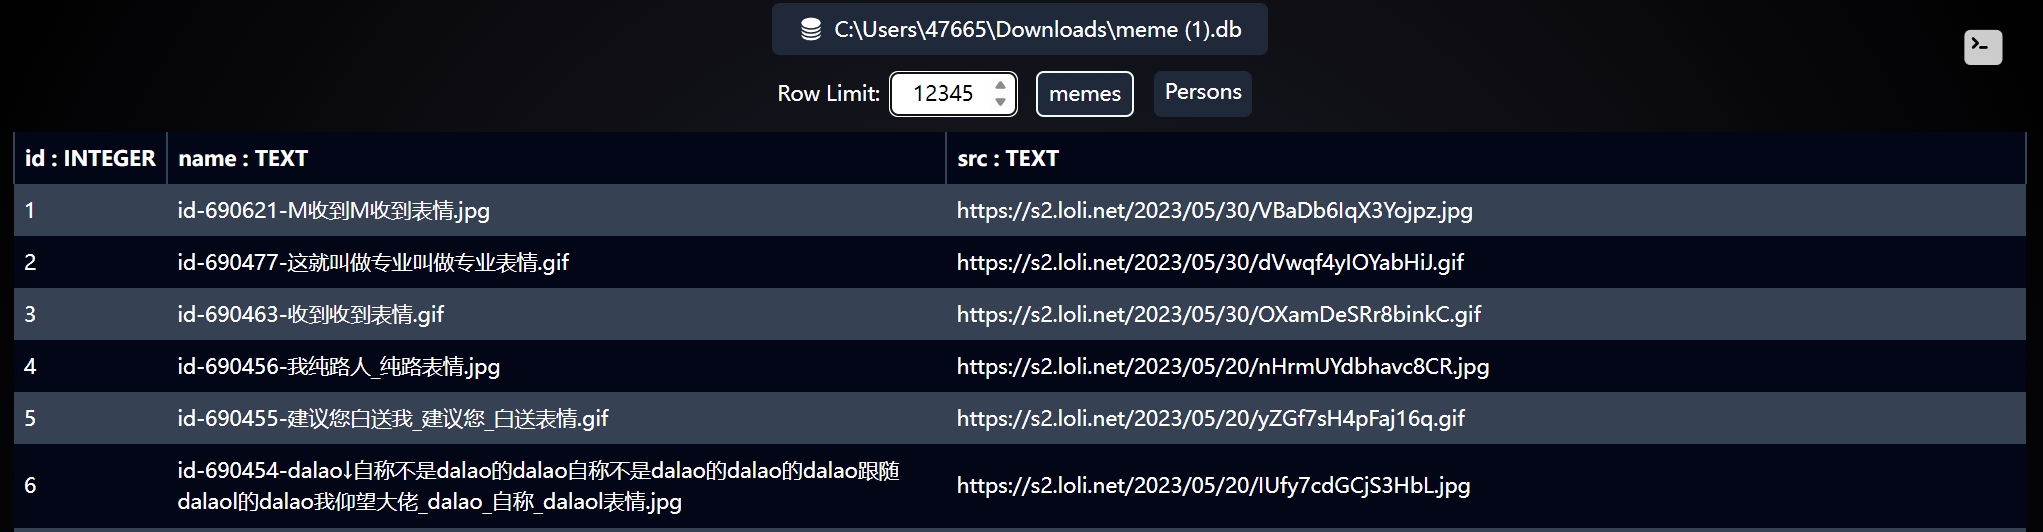 C:\Users\47665\Downloads\meme (1).db
Row Limit: 12345 memes Persons
id : INTEGER name : TEXT src : TEXT
1 id-690621-M收到M收到表情.jpg https://s2.loli.net/2023/05/30/VBaDb6IqX3Yojpz.jpg
2 id-690477-这就叫做专业叫做专业表情.gif https://s2.loli.net/2023/05/30/dVwqf4yIOYabHiJ.gif
3 id-690463-收到收到表情.gif https://s2.loli.net/2023/05/30/OXamDeSRr8binkC.gif
4 id-690456-我纯路人_纯路表情.jpg https://s2.loli.net/2023/05/20/nHrmUYdbhavc8CR.jpg
5 id-690455-建议您白送我_建议您_白送表情.gif https://s2.loli.net/2023/05/20/yZGf7sH4pFaj16q.gif
6 id-690454-dalao↓自称不是dalao的dalao自称不是dalao的dalao的dalao跟随
dalaol的dalao我仰望大佬_dalao_自称_dalaol表情.jpg https://s2.loli.net/2023/05/20/IUfy7cdGCjS3HbL.jpg